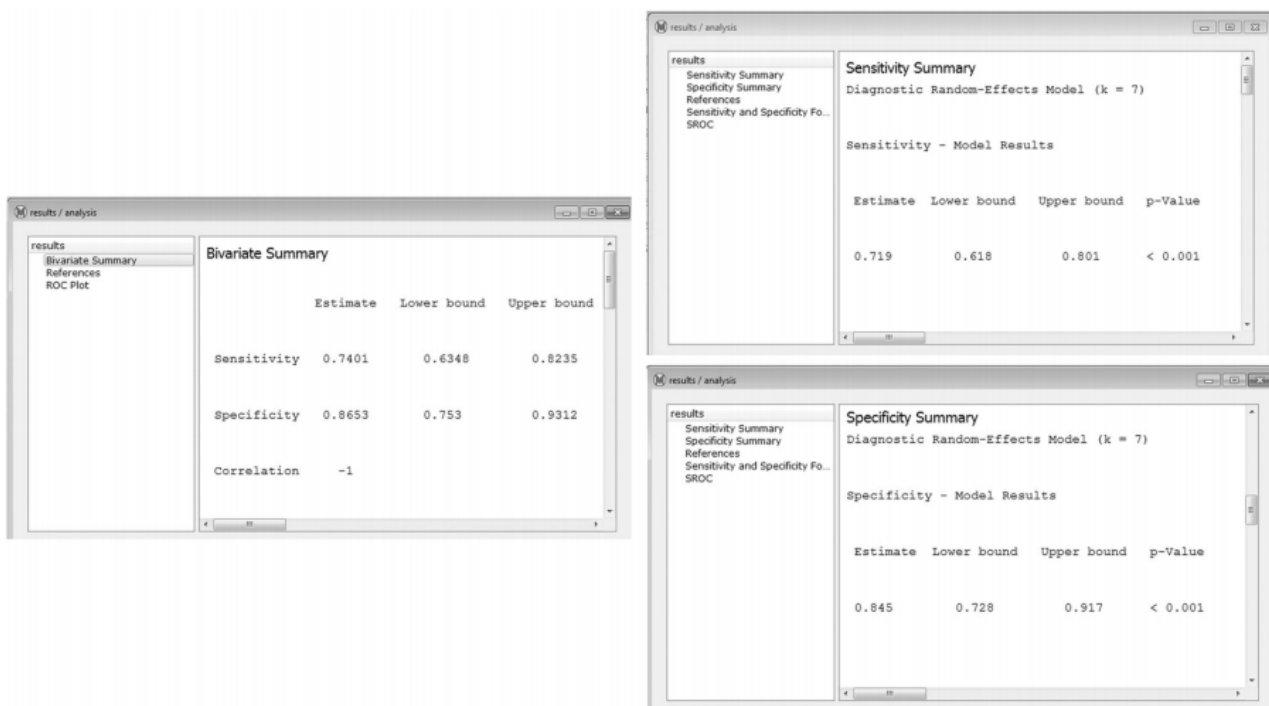 results / analysis
results
Bivariate Summary
References
ROC Plot
Bivariate Summary
Estimate Lower bound Upper bound
Sensitivity 0.7401 0.6348 0.8235
Specificity 0.8653 0.753 0.9312
Correlation -1
results / analysis
results
Sensitivity Summary
Specificity Summary
References
Sensitivity and Specificity Fo...
SROC
Sensitivity Summary
Diagnostic Random-Effects Model (k = 7)
Sensitivity - Model Results
Estimate Lower bound Upper bound p-Value
0.719 0.618 0.801 < 0.001
results / analysis
results
Sensitivity Summary
Specificity Summary
References
Sensitivity and Specificity Fo...
SROC
Specificity Summary
Diagnostic Random-Effects Model (k = 7)
Specificity - Model Results
Estimate Lower bound Upper bound p-Value
0.845 0.728 0.917 < 0.001